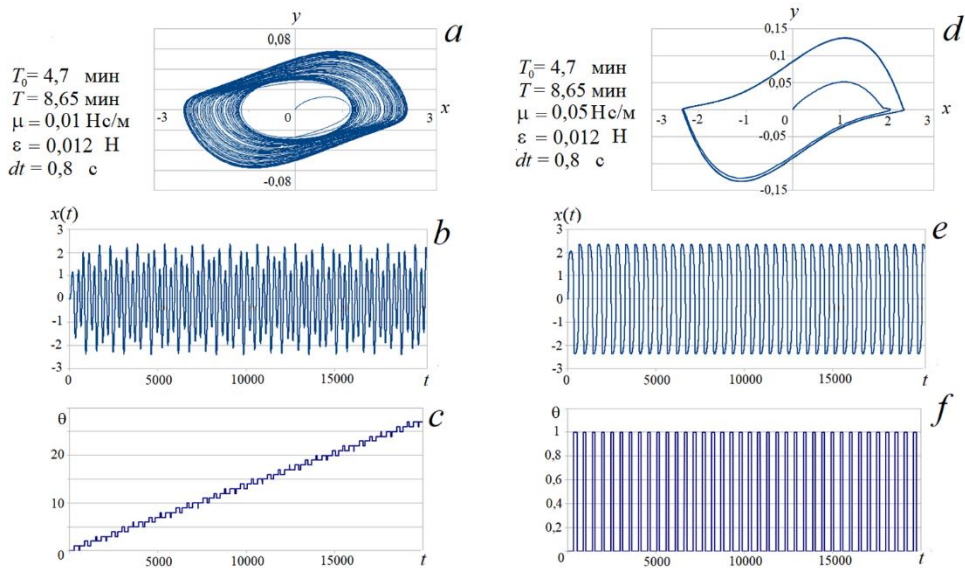 y
a
0,08
T₀= 4,7 мин
T = 8,65 мин
μ = 0,01 Нс/м
ε = 0,012 Н
dt = 0,8 с
-3
0
3
x
-0,08
x(t)
b
3
2
1
0
-1
-2
-3
0
5000
10000
15000
t
θ
c
20
10
0
5000
10000
15000
t
y
d
0,15
0,1
0,05
T₀= 4,7 мин
T = 8,65 мин
μ = 0,05 Нс/м
ε = 0,012 Н
dt = 0,8 с
x
-3
-2
-1
0
1
2
3
-0,05
-0,1
-0,15
x(t)
e
3
2
1
0
-1
-2
-3
0
5000
10000
15000
t
θ
f
1
0,8
0,6
0,4
0,2
0
0
5000
10000
15000
t